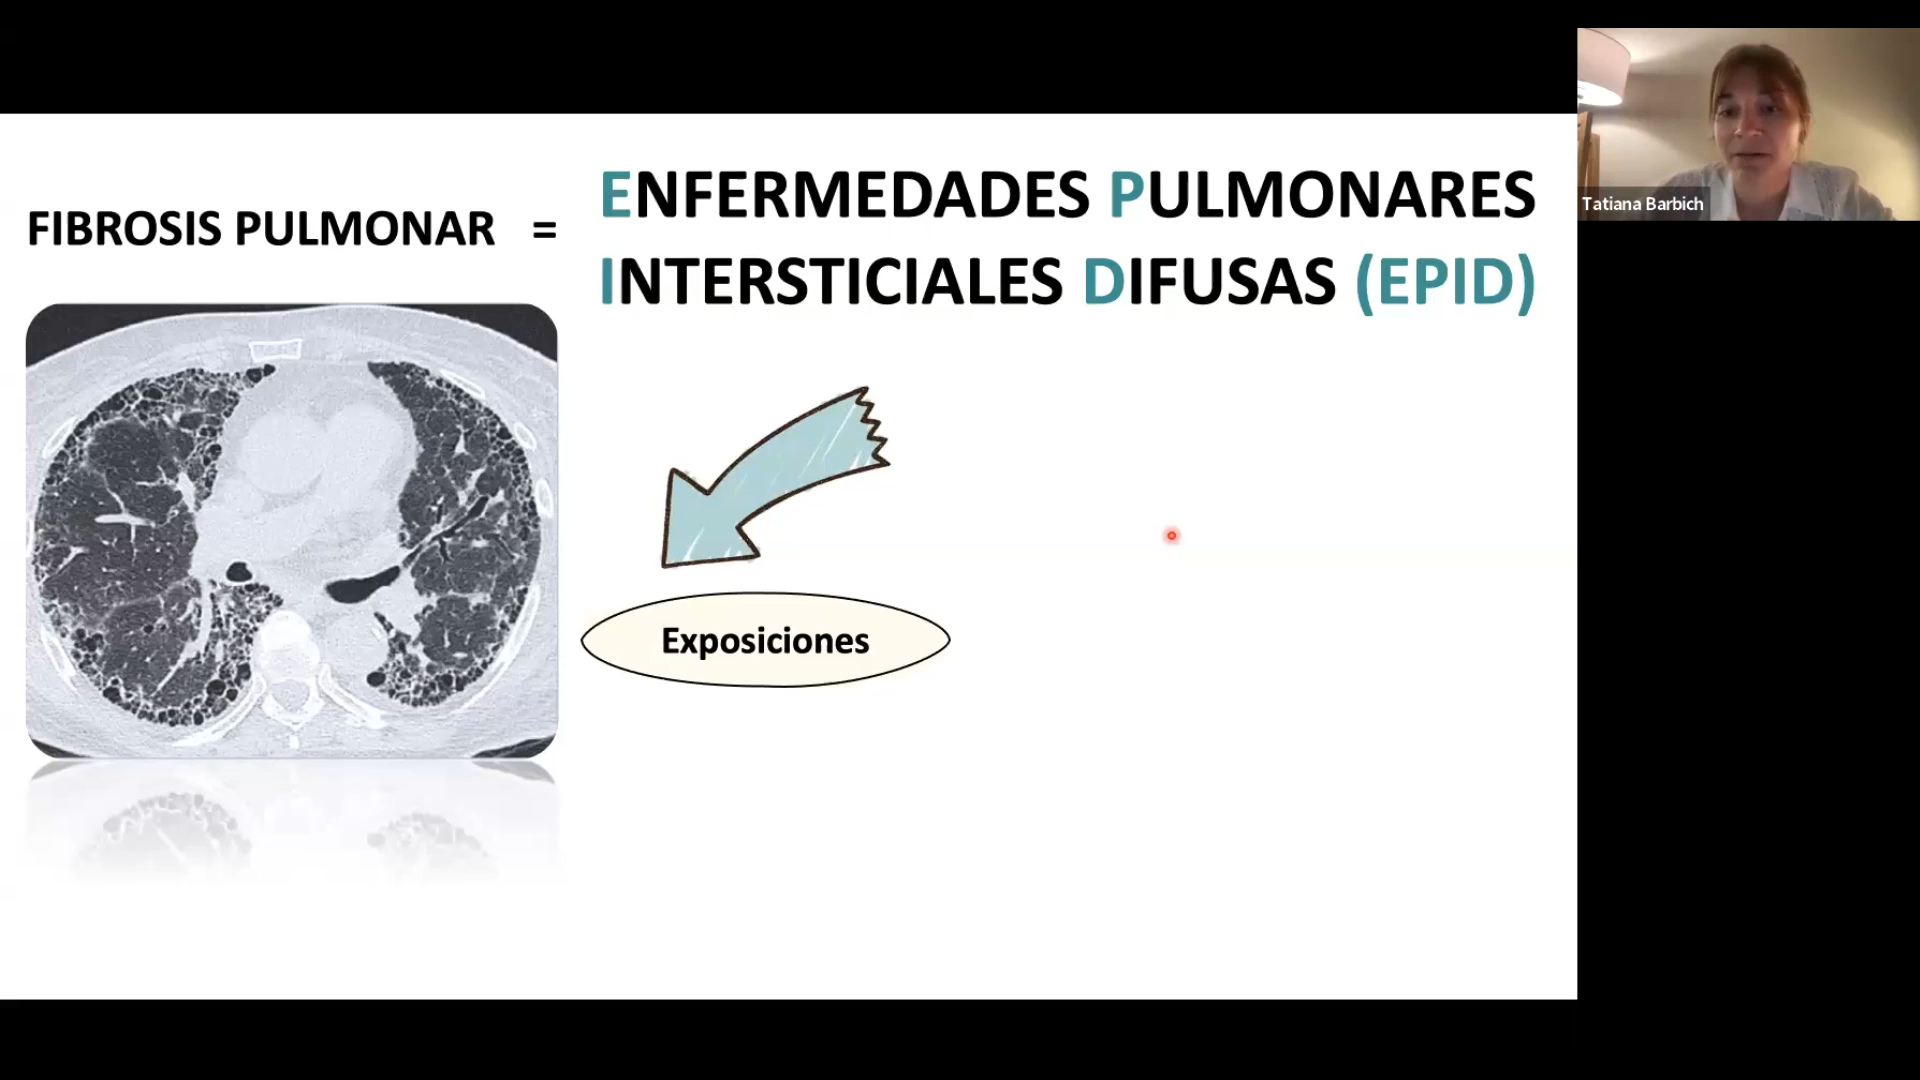 FIBROSIS PULMONAR =
ENFERMEDADES PULMONARES
INTERSTICIALES DIFUSAS (EPID)
Exposiciones
Tatiana Barbich